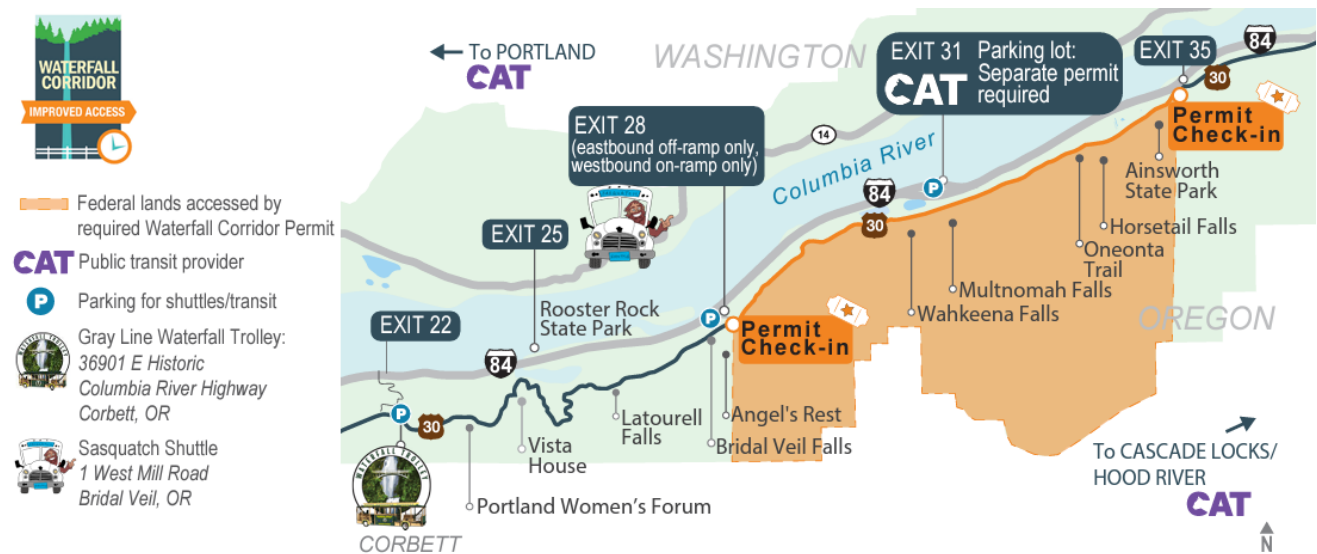 WATERFALL
CORRIDOR
IMPROVED ACCESS
Federal lands accessed by
required Waterfall Corridor Permit
CAT Public transit provider
P Parking for shuttles/transit
WATERFALL TROLLEY
Gray Line Waterfall Trolley:
36901 E Historic
Columbia River Highway
Corbett, OR
Sasquatch Shuttle
1 West Mill Road
Bridal Veil, OR
To PORTLAND
CAT
WASHINGTON
EXIT 31
CAT
Parking lot:
Separate permit
required
EXIT 35
84
30
Permit
Check-in
14
EXIT 28
(eastbound off-ramp only,
westbound on-ramp only)
Columbia River
84
P
30
Ainsworth
State Park
Horsetail Falls
Oneonta
Trail
Multnomah Falls
Wahkeena Falls
OREGON
EXIT 25
Rooster Rock
State Park
P
Permit
Check-in
EXIT 22
84
P
30
Angel's Rest
Bridal Veil Falls
Latourell
Falls
Vista
House
Portland Women's Forum
WATERFALL TROLLEY
CORBETT
To CASCADE LOCKS/
HOOD RIVER
CAT
N